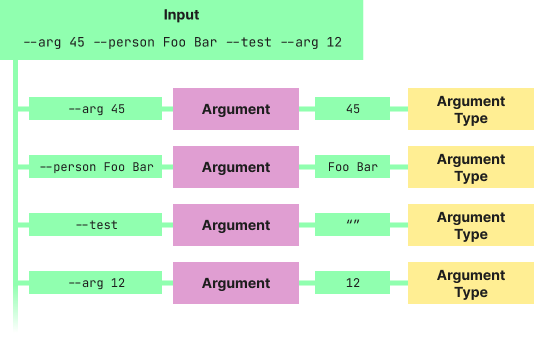 Input
--arg 45 --person Foo Bar --test --arg 12
--arg 45
Argument
45
Argument
Type
--person Foo Bar
Argument
Foo Bar
Argument
Type
--test
Argument
“”
Argument
Type
--arg 12
Argument
12
Argument
Type